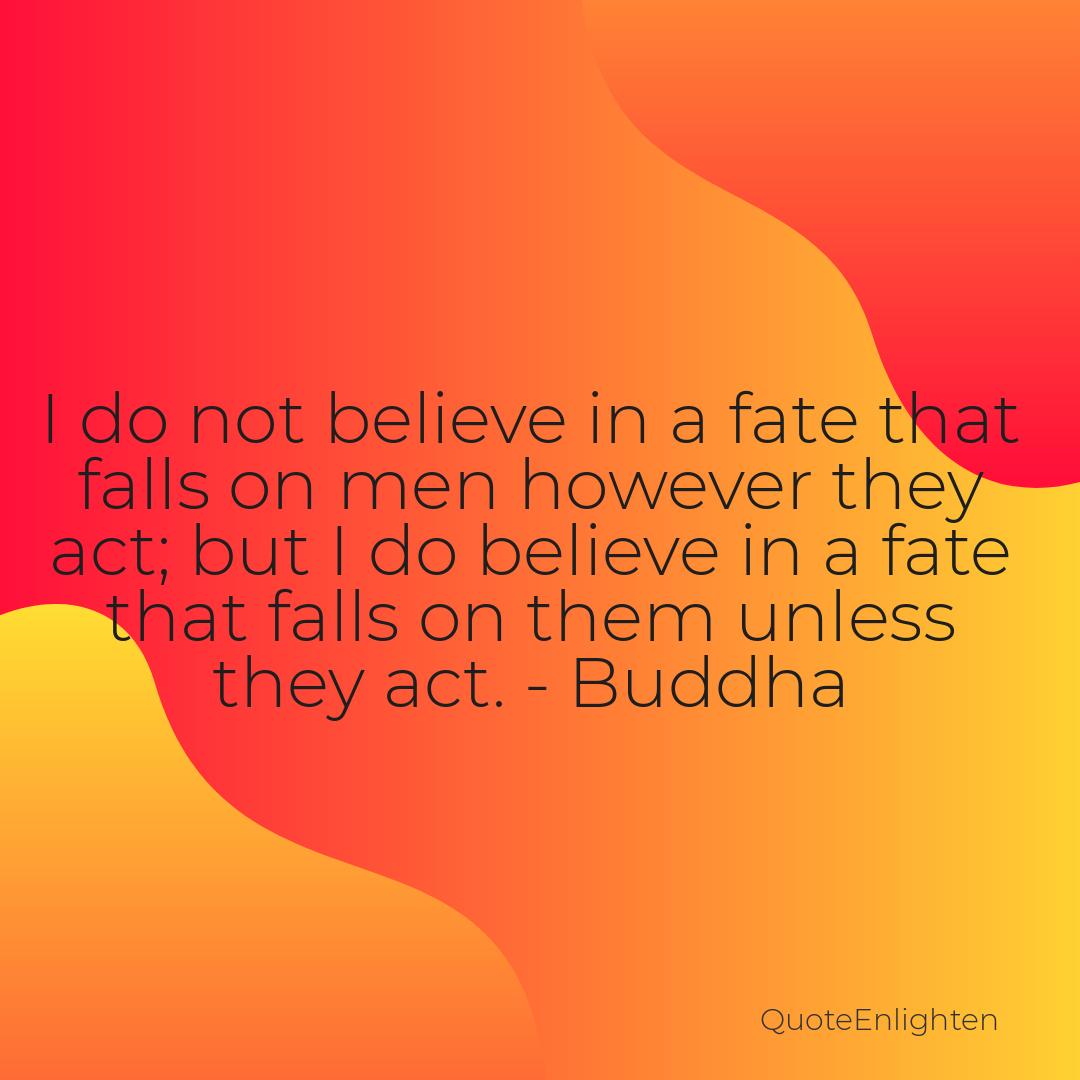 I do not believe in a fate that
falls on men however they
act; but I do believe in a fate
that falls on them unless
they act. - Buddha
QuoteEnlighten